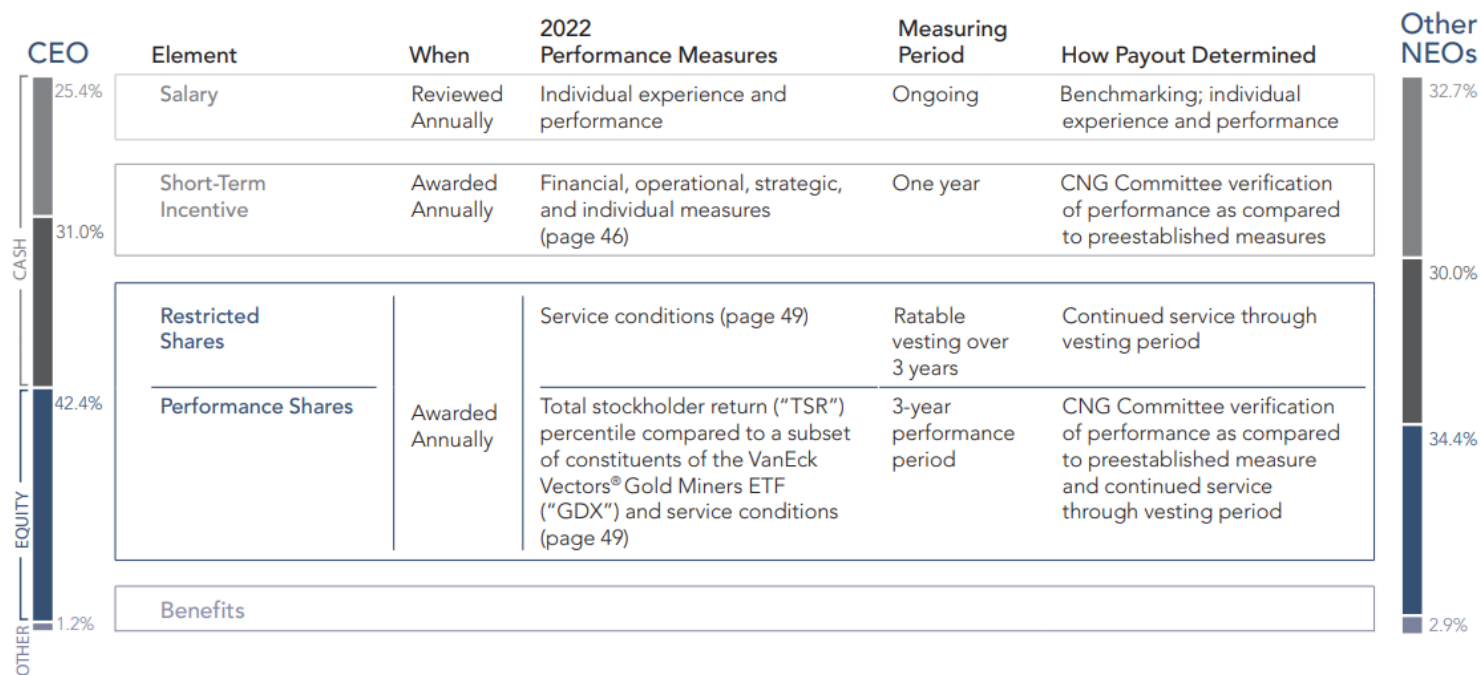 CEO
Element
When
2022
Performance Measures
Measuring
Period
How Payout Determined
Other
NEOs
CASH
25.4%
31.0%
EQUITY
42.4%
OTHER
1.2%
Salary
Reviewed
Annually
Individual experience and
performance
Ongoing
Benchmarking; individual
experience and performance
Short-Term
Incentive
Awarded
Annually
Financial, operational, strategic,
and individual measures
(page 46)
One year
CNG Committee verification
of performance as compared
to preestablished measures
Restricted
Shares
Service conditions (page 49)
Ratable
vesting over
3 years
Continued service through
vesting period
Performance Shares
Awarded
Annually
Total stockholder return (“TSR”)
percentile compared to a subset
of constituents of the VanEck
Vectors® Gold Miners ETF
(“GDX”) and service conditions
(page 49)
3-year
performance
period
CNG Committee verification
of performance as compared
to preestablished measure
and continued service
through vesting period
Benefits
32.7%
30.0%
34.4%
2.9%